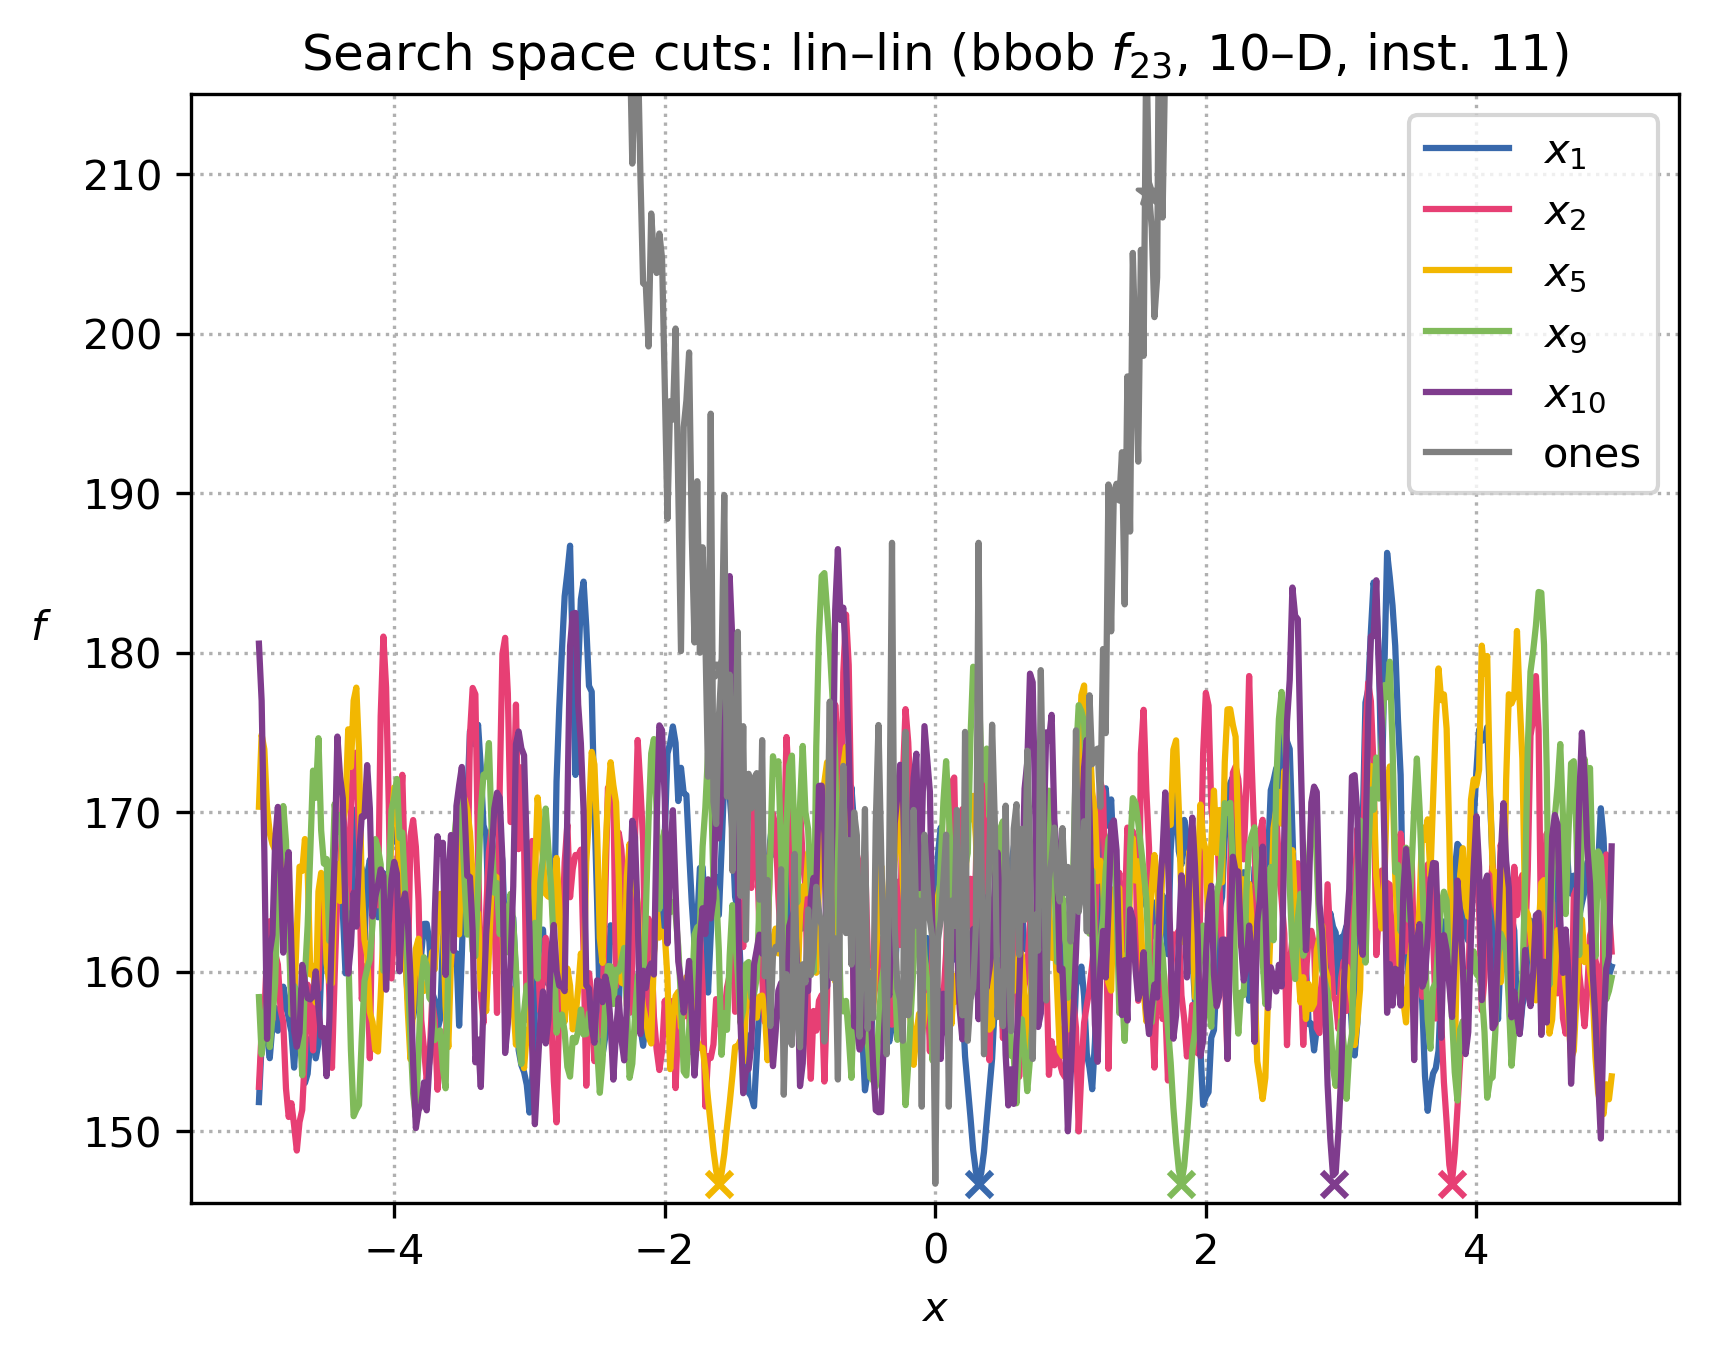 Search space cuts: lin–lin (bbob f₂₃, 10–D, inst. 11)
210
200
190
180
170
160
150
f
x₁
x₂
x₅
x₉
x₁₀
ones
−4
−2
0
2
4
x